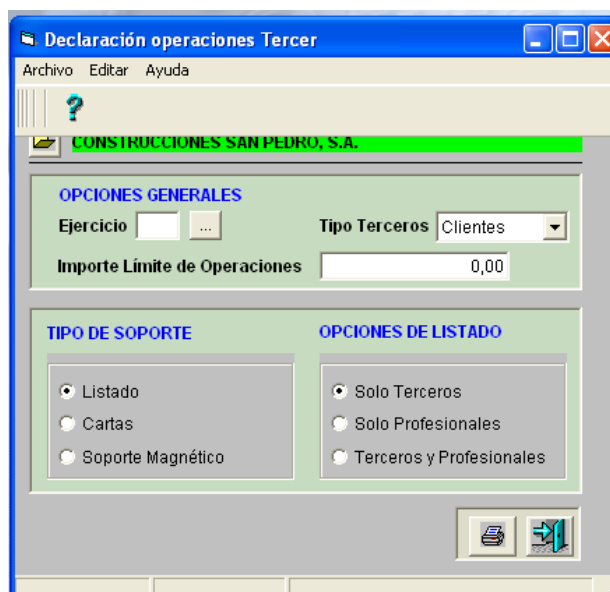 Declaración operaciones Tercer
Archivo Editar Ayuda
CONSTRUCCIONES SAN PEDRO, S.A.
OPCIONES GENERALES
Ejercicio ... Tipo Terceros Clientes
Importe Límite de Operaciones 0,00
TIPO DE SOPORTE OPCIONES DE LISTADO
Listado Solo Terceros
Cartas Solo Profesionales
Soporte Magnético Terceros y Profesionales